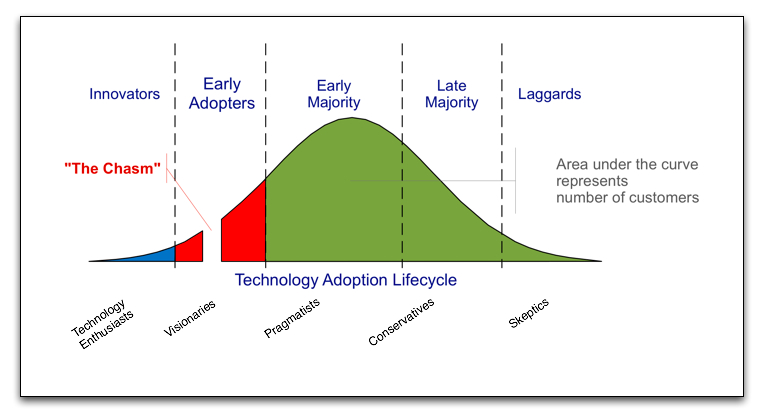 Innovators
Early
Adopters
Early
Majority
Late
Majority
Laggards
"The Chasm"
Area under the curve
represents
number of customers
Technology Adoption Lifecycle
Technology
Enthusiasts
Visionaries
Pragmatists
Conservatives
Skeptics